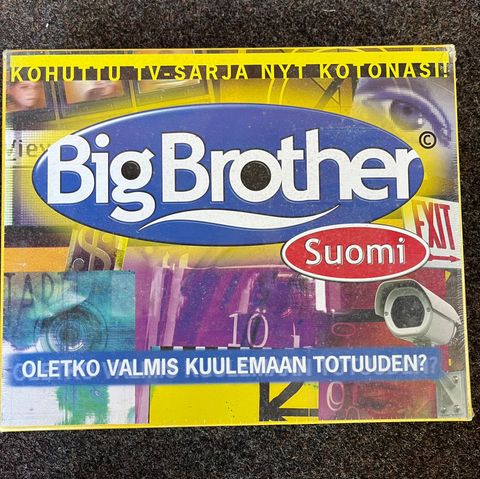 KOHUTTU TV-SARJA NYT KOTONASI!
Big Brother
©
Suomi
EXIT
10
OLETKO VALMIS KUULEMAAN TOTUUDEN?